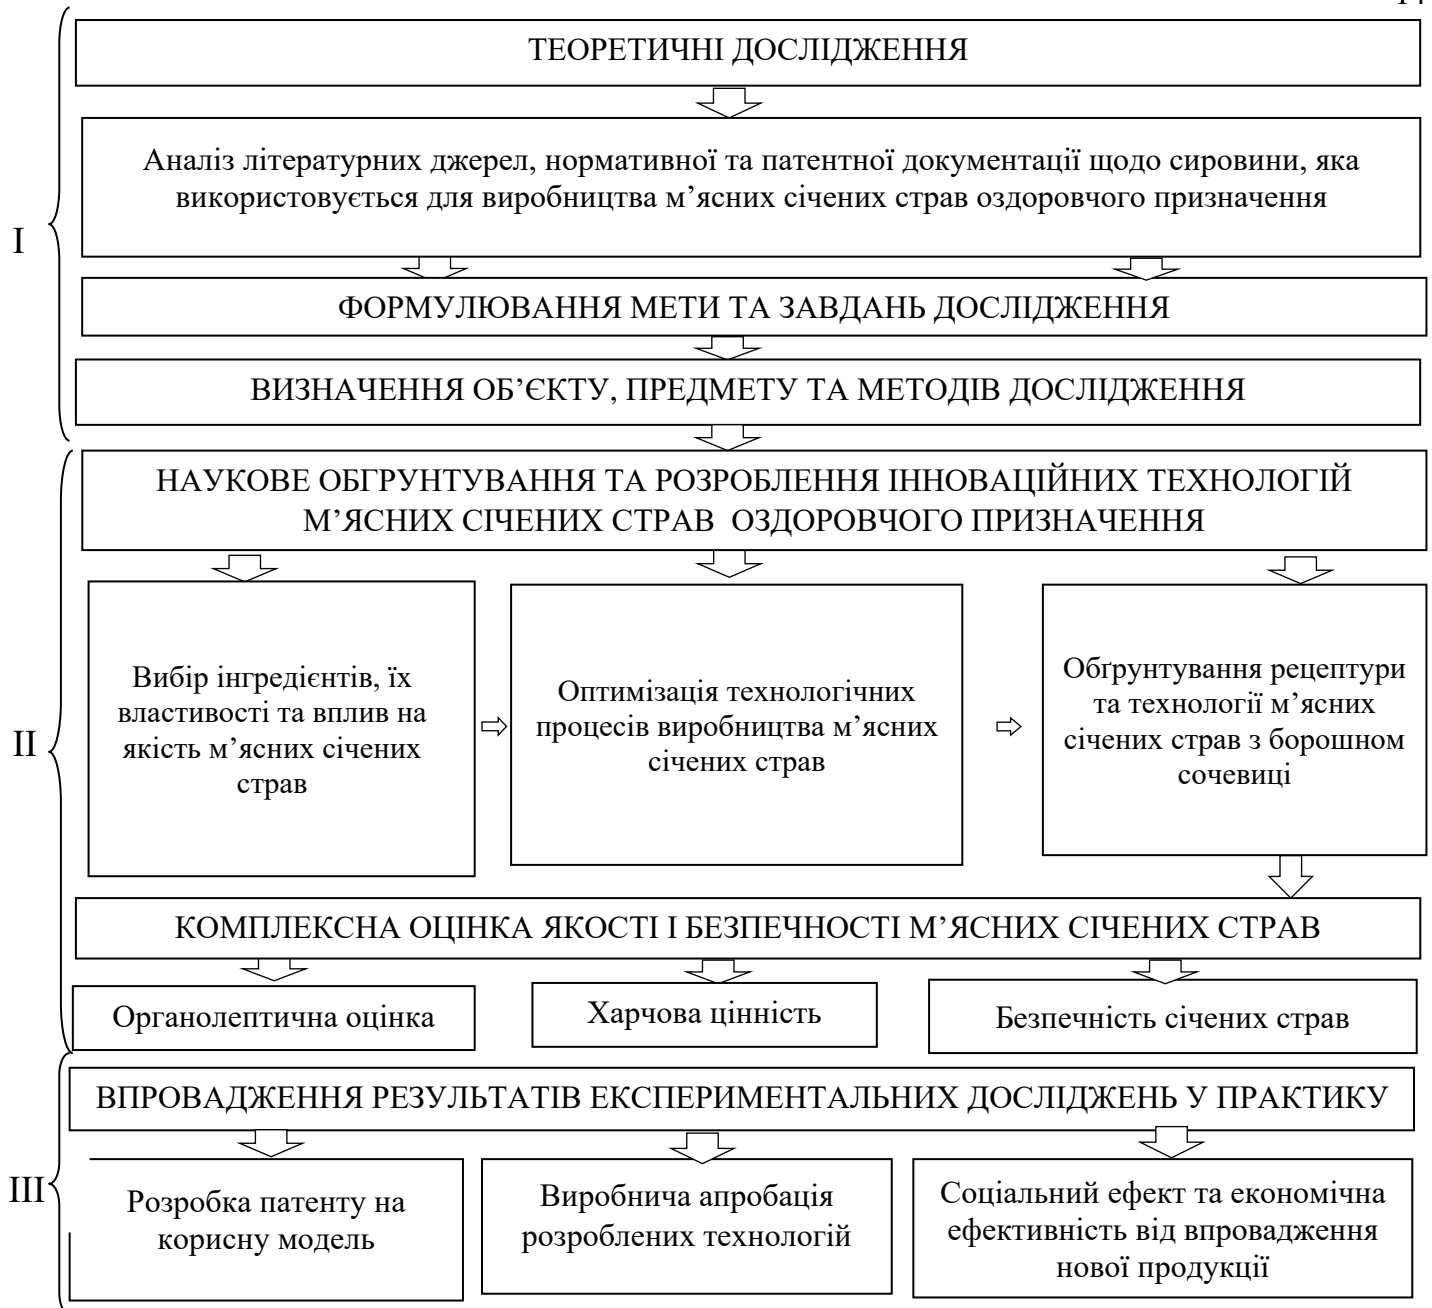 ТЕОРЕТИЧНІ ДОСЛІДЖЕННЯ
Аналіз літературних джерел, нормативної та патентної документації щодо сировини, яка
використовується для виробництва м’ясних січених страв оздоровчого призначення
I
ФОРМУЛЮВАННЯ МЕТИ ТА ЗАВДАНЬ ДОСЛІДЖЕННЯ
ВИЗНАЧЕННЯ ОБ’ЄКТУ, ПРЕДМЕТУ ТА МЕТОДІВ ДОСЛІДЖЕННЯ
НАУКОВЕ ОБГРУНТУВАННЯ ТА РОЗРОБЛЕННЯ ІННОВАЦІЙНИХ ТЕХНОЛОГІЙ
М’ЯСНИХ СІЧЕНИХ СТРАВ ОЗДОРОВЧОГО ПРИЗНАЧЕННЯ
II
Вибір інгредієнтів, їх
властивості та вплив на
якість м’ясних січених
страв
Оптимізація технологічних
процесів виробництва м’ясних
січених страв
Обґрунтування рецептури
та технології м’ясних
січених страв з борошном
сочевиці
КОМПЛЕКСНА ОЦІНКА ЯКОСТІ І БЕЗПЕЧНОСТІ М’ЯСНИХ СІЧЕНИХ СТРАВ
Органолептична оцінка
Харчова цінність
Безпечність січених страв
ВПРОВАДЖЕННЯ РЕЗУЛЬТАТІВ ЕКСПЕРИМЕНТАЛЬНИХ ДОСЛІДЖЕНЬ У ПРАКТИКУ
III
Розробка патенту на
корисну модель
Виробнича апробація
розроблених технологій
Соціальний ефект та економічна
ефективність від впровадження
нової продукції